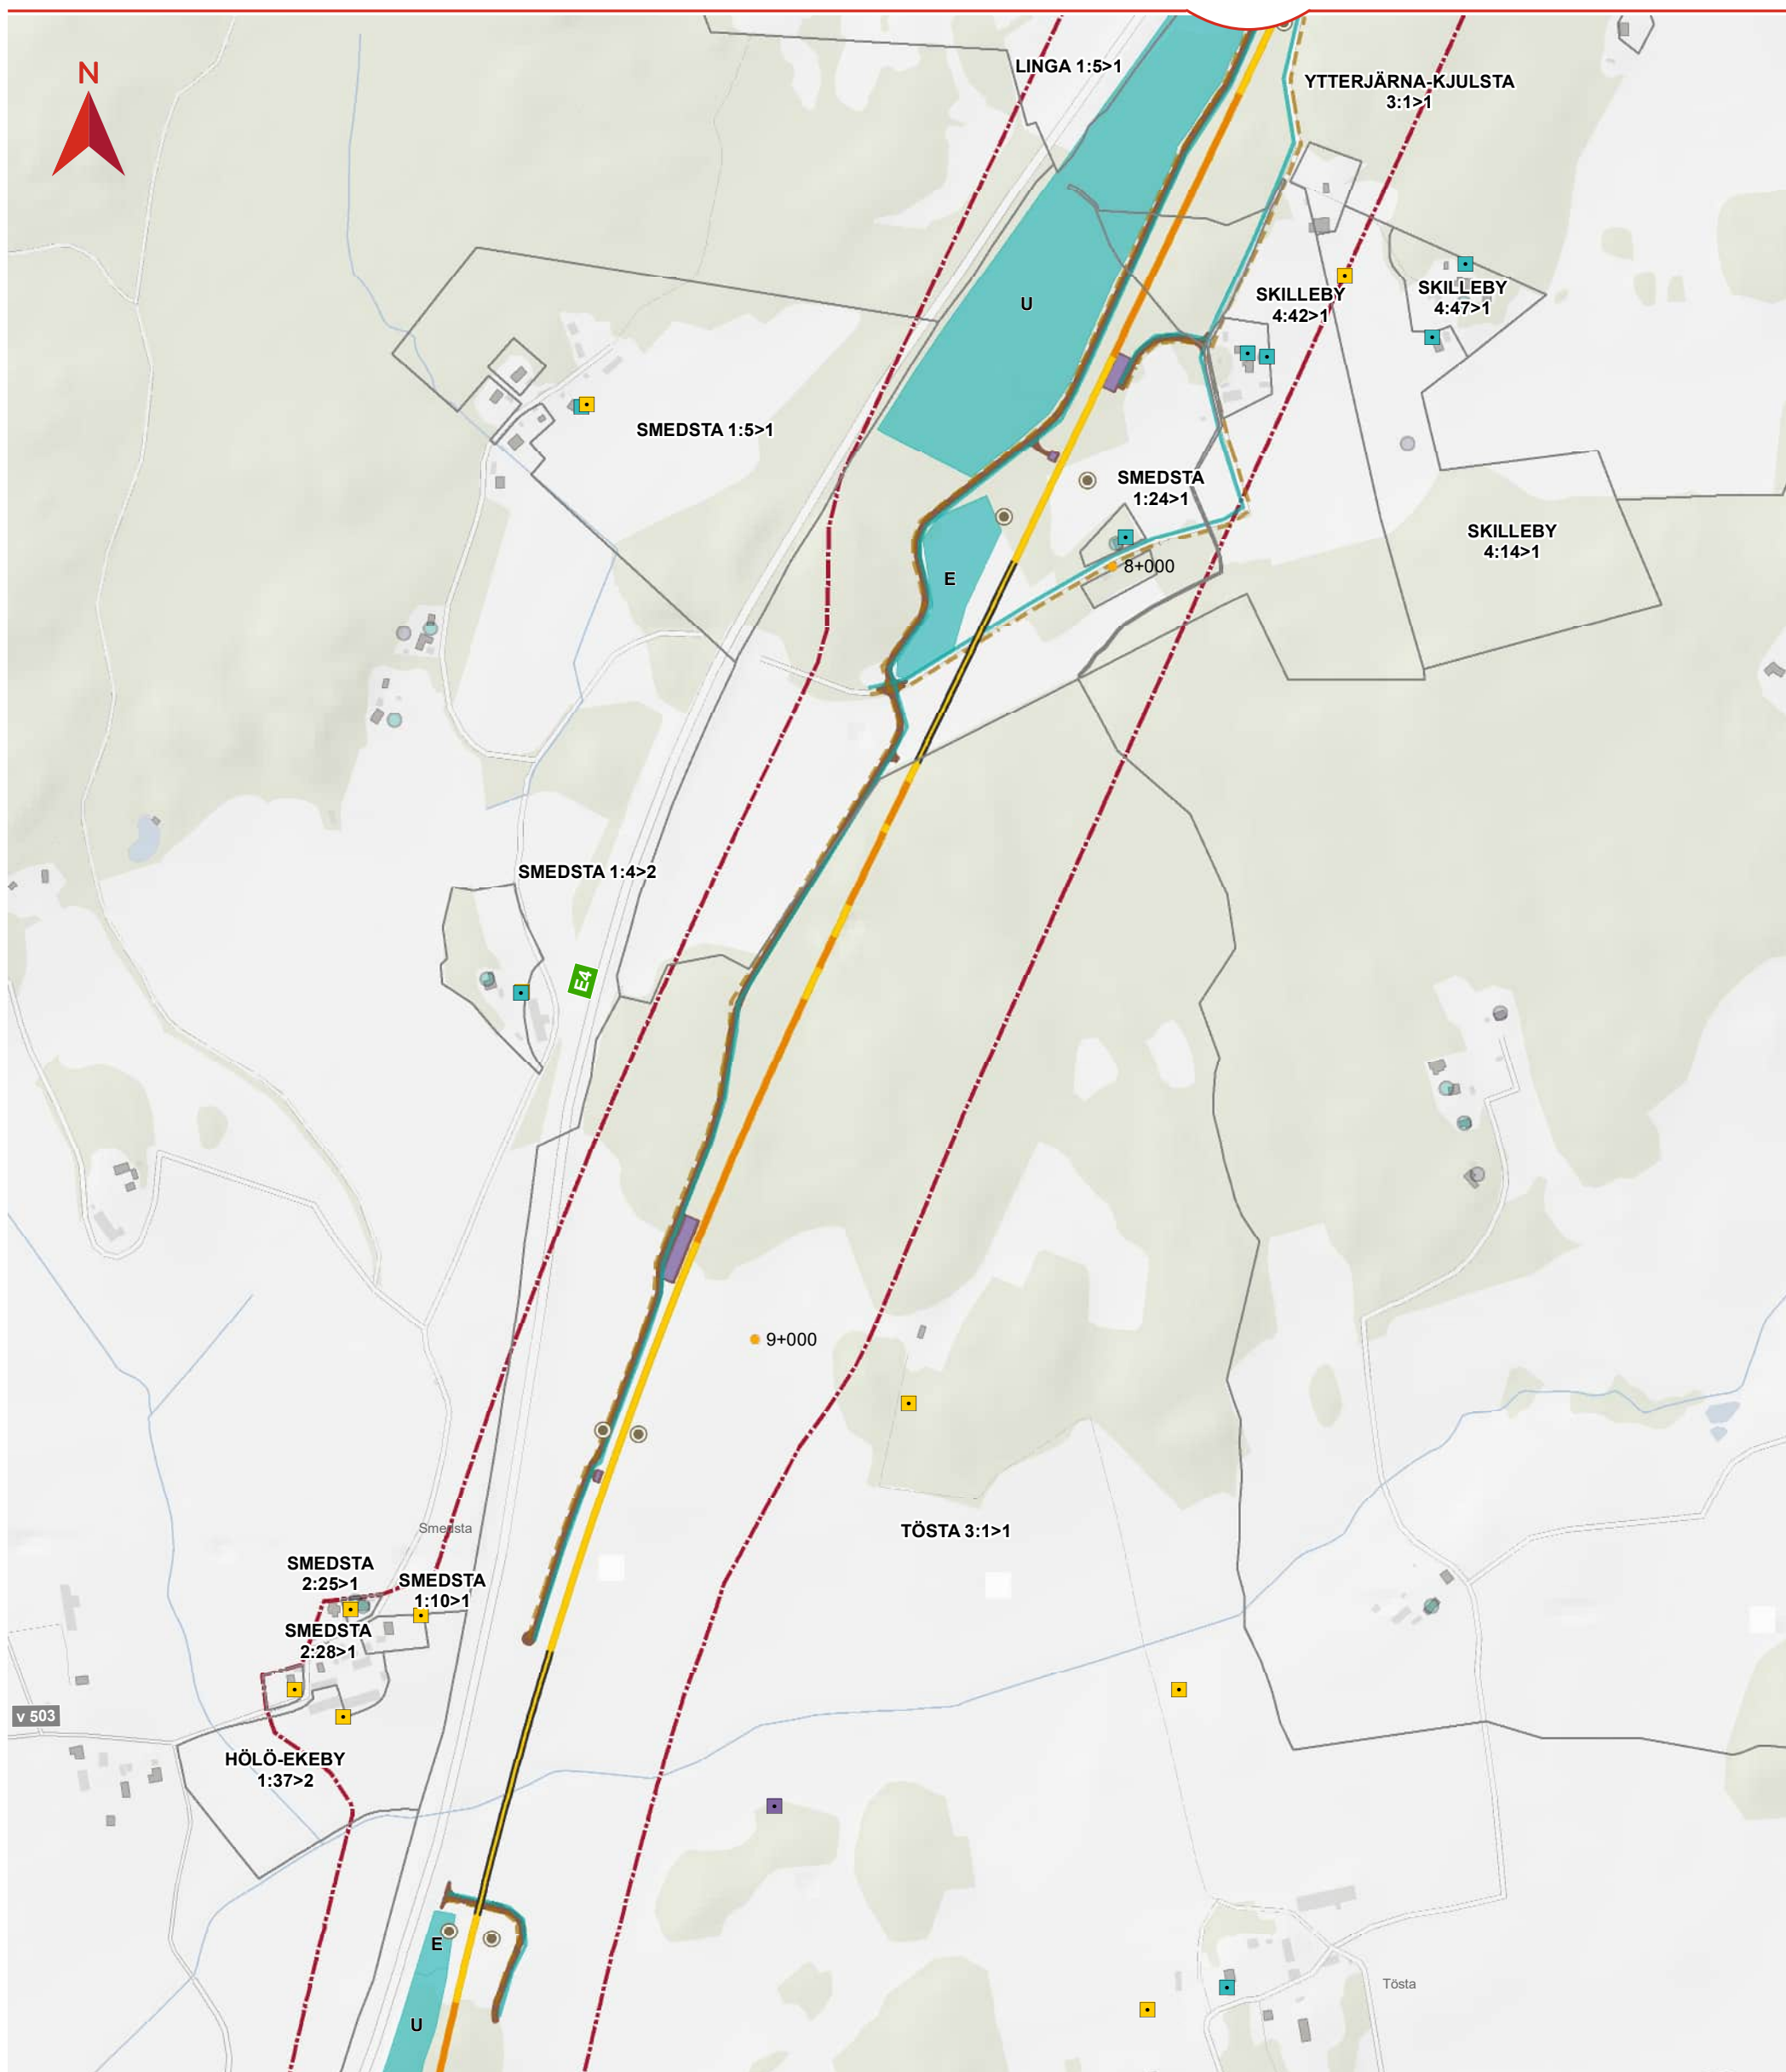 N
LINGA 1:5>1
YTTERJÄRNA-KJULSTA
3:1>1
SKILLEBY
4:47>1
SKILLEBY
4:42>1
U
SMEDSTA 1:5>1
SMEDSTA
1:24>1
SKILLEBY
4:14>1
8+000
E
SMEDSTA 1:4>2
E4
9+000
TÖSTA 3:1>1
Smedsta
SMEDSTA
2:25>1
SMEDSTA
1:10>1
SMEDSTA
2:28>1
v 503
HÖLÖ-EKEBY
1:37>2
E
Tösta
U